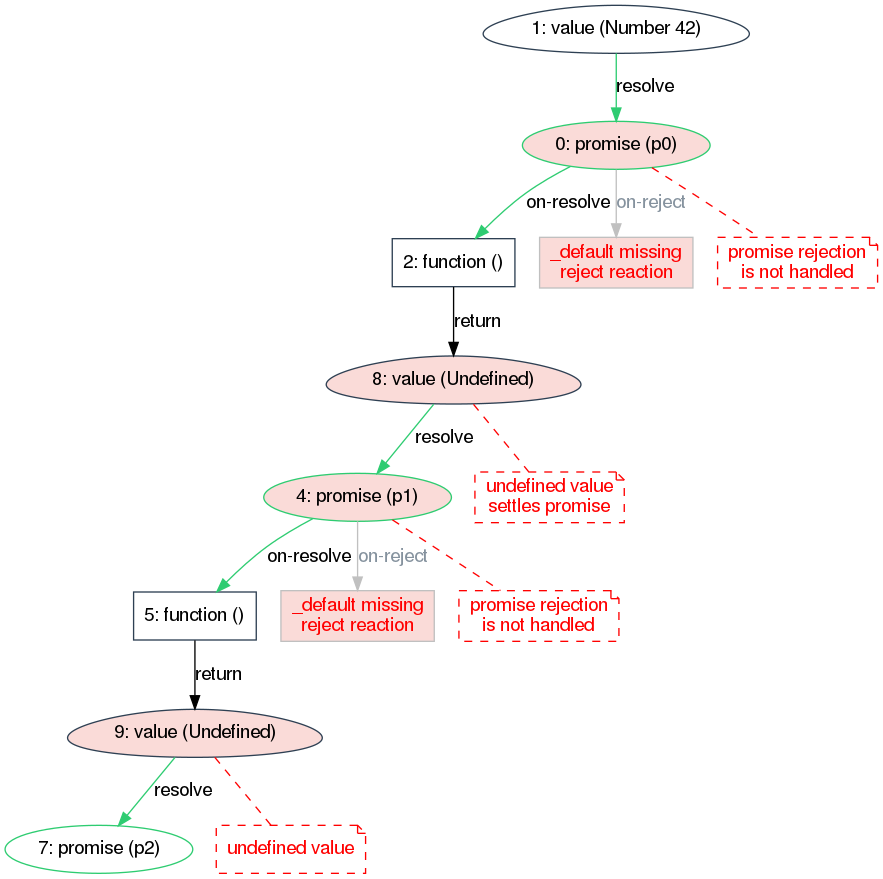 1: value (Number 42)
resolve
0: promise (p0)
on-resolve
on-reject
2: function ()
_default missing
reject reaction
promise rejection
is not handled
return
8: value (Undefined)
resolve
undefined value
settles promise
4: promise (p1)
on-resolve
on-reject
5: function ()
_default missing
reject reaction
promise rejection
is not handled
return
9: value (Undefined)
resolve
7: promise (p2)
undefined value